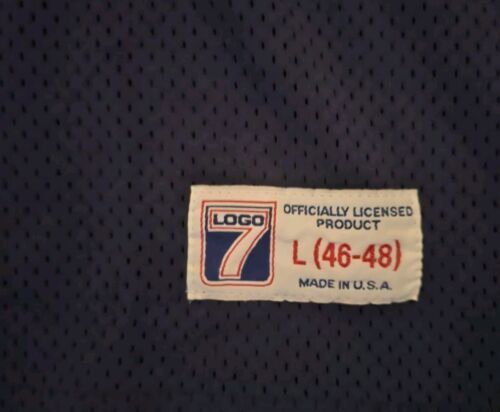 LOGO
7
OFFICIALLY LICENSED
PRODUCT
L (46-48)
MADE IN U.S.A.